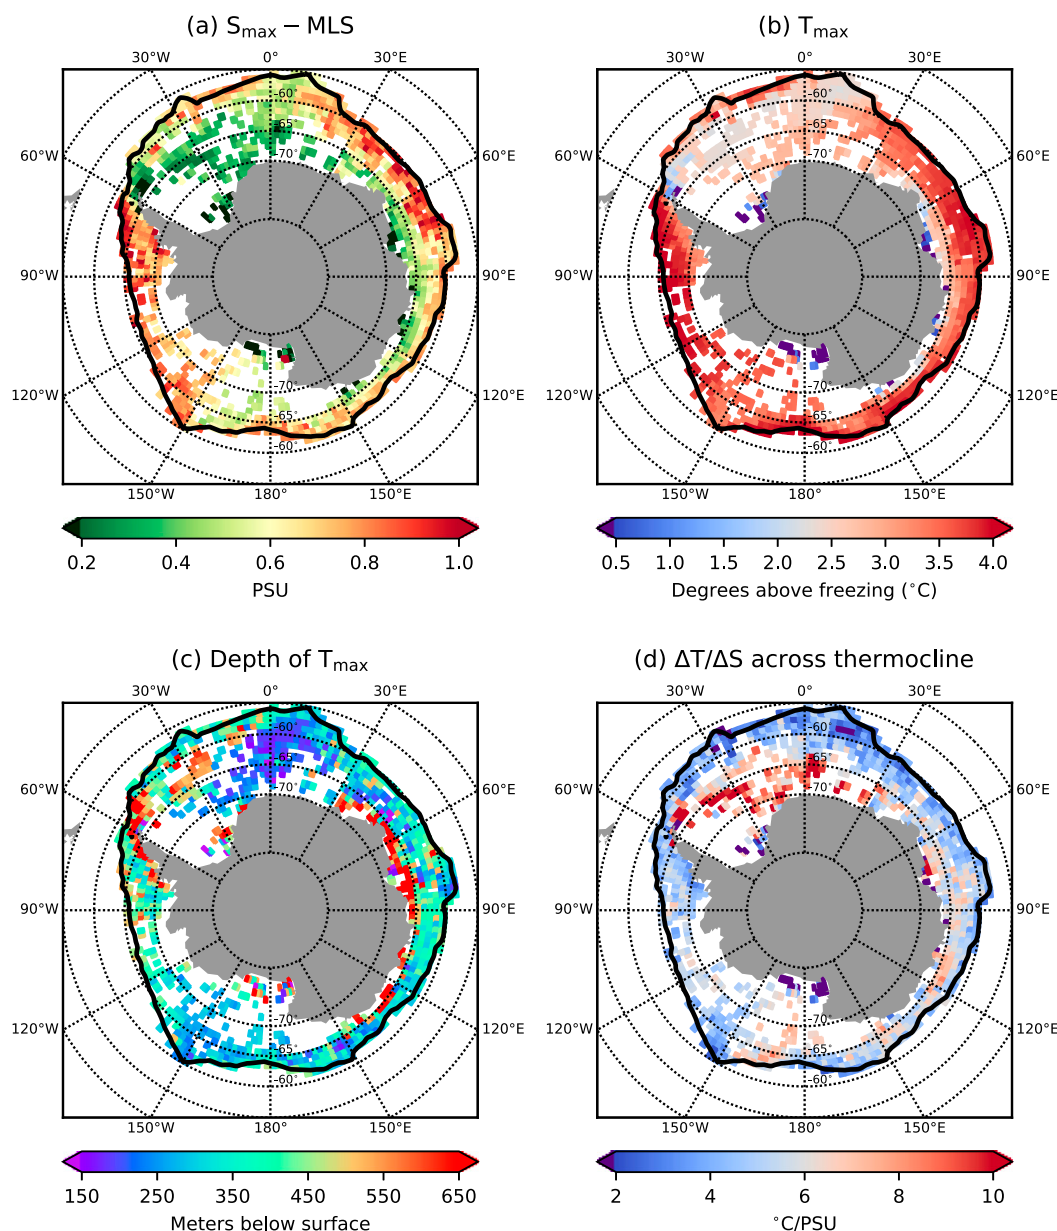 (a) Smax − MLS
(b) Tmax
30°W 0° 30°E
30°W 0° 30°E
60°W 60°E
60°W 60°E
90°W 90°E
90°W 90°E
120°W 120°E
120°W 120°E
150°W 180° 150°E
150°W 180° 150°E
-60°
-65°
-70°
-70°
-65°
-60°
-60°
-65°
-70°
-70°
-65°
-60°
0.2 0.4 0.6 0.8 1.0
PSU
0.5 1.0 1.5 2.0 2.5 3.0 3.5 4.0
Degrees above freezing (°C)
(c) Depth of Tmax
(d) ΔT/ΔS across thermocline
30°W 0° 30°E
30°W 0° 30°E
60°W 60°E
60°W 60°E
90°W 90°E
90°W 90°E
120°W 120°E
120°W 120°E
150°W 180° 150°E
150°W 180° 150°E
-60°
-65°
-70°
-70°
-65°
-60°
-60°
-65°
-70°
-70°
-65°
-60°
150 250 350 450 550 650
Meters below surface
2 4 6 8 10
°C/PSU